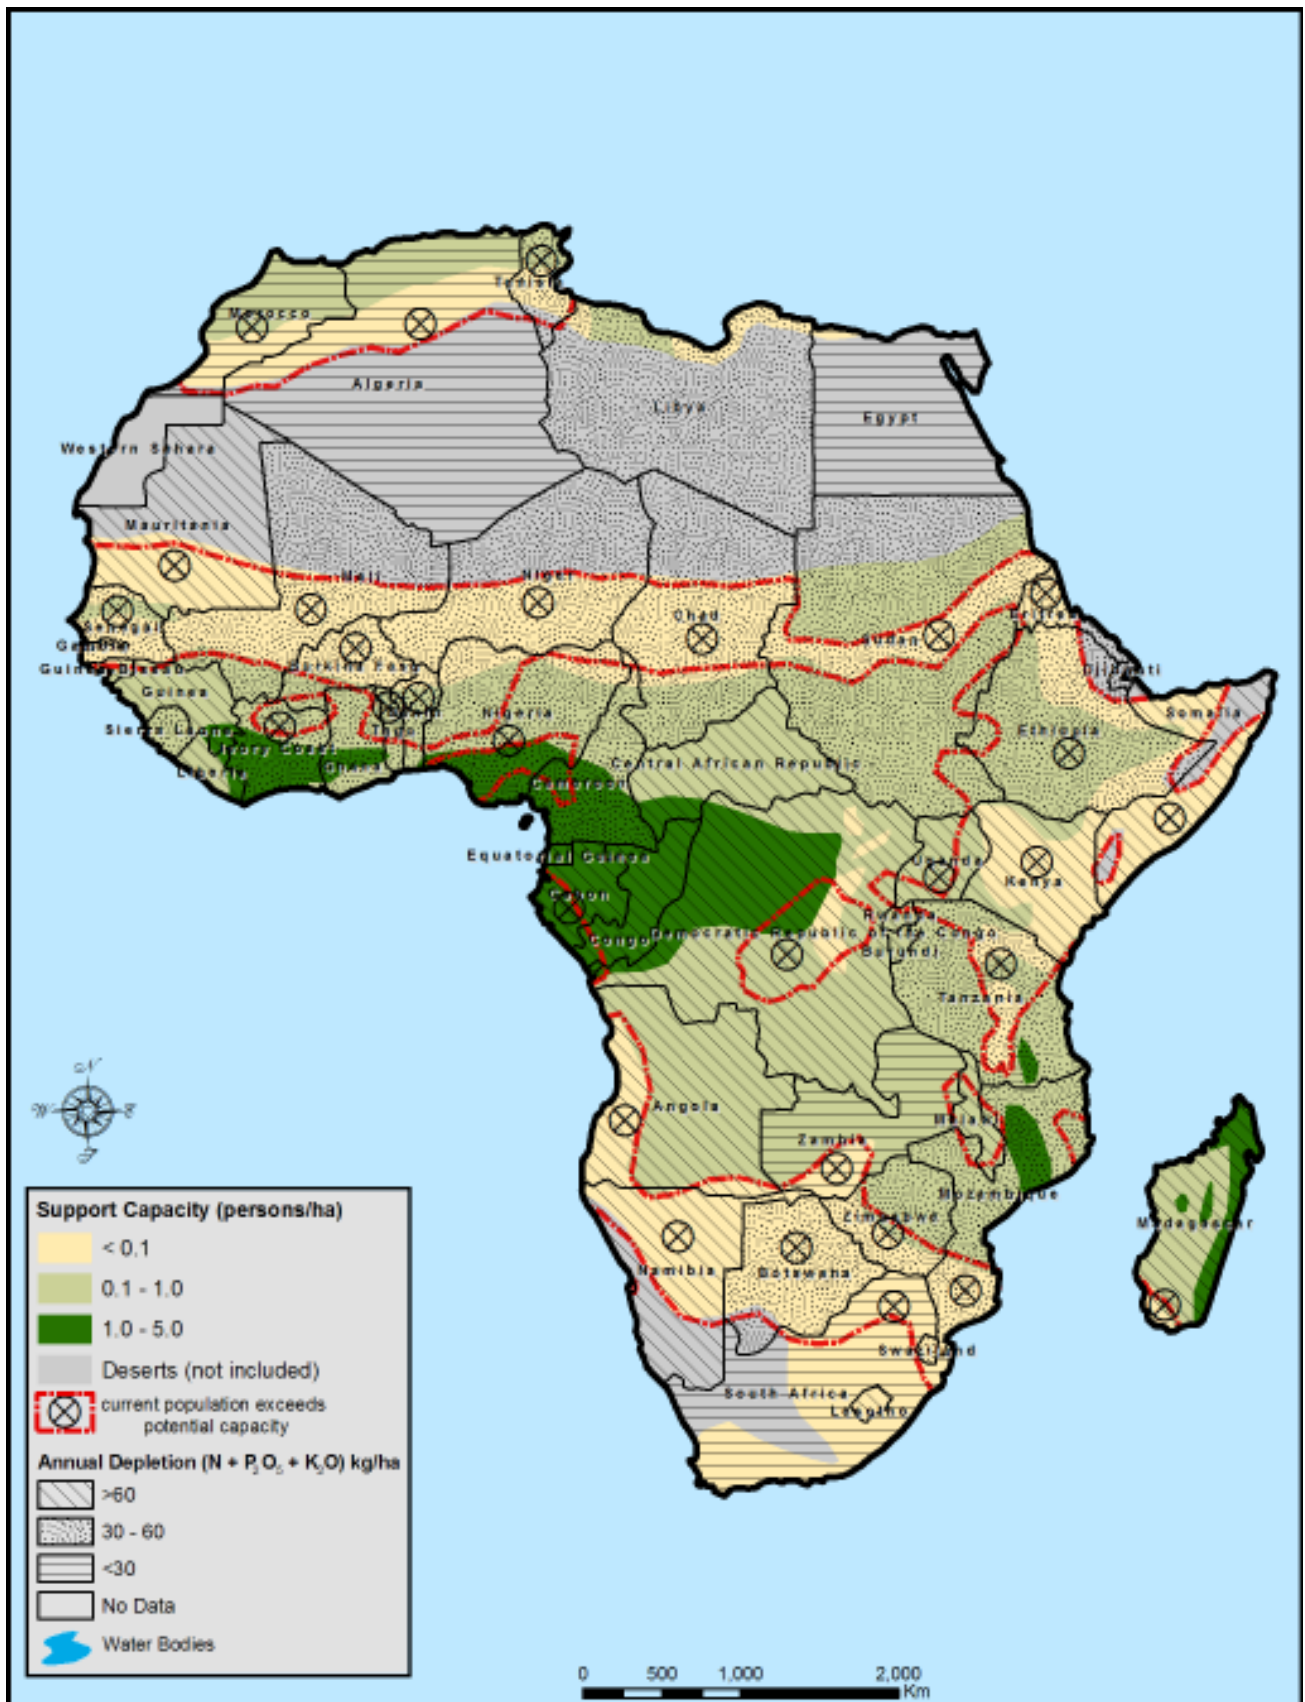 Tunisia
Morocco
Algeria
Libya
Egypt
Western Sahara
Mauritania
Mali
Niger
Chad
Sudan
Eritrea
Senegal
Gambia
Guinea Bissau
Burkina Faso
Djibouti
Guinea
Benin
Nigeria
Somalia
Sierra Leone
Ivory Coast
Togo
Ethiopia
Liberia
Ghana
Central African Republic
Cameroon
Equatorial Guinea
Uganda
Kenya
Gabon
Rwanda
Congo
Democratic Republic of the Congo
Burundi
Tanzania
Angola
Malawi
Zambia
Mozambique
Zimbabwe
Madagascar
Namibia
Botswana
Swaziland
South Africa
Lesotho
N
W
E
S
Support Capacity (persons/ha)
< 0.1
0.1 - 1.0
1.0 - 5.0
Deserts (not included)
current population exceeds
potential capacity
Annual Depletion (N + P₂O₅ + K₂O) kg/ha
>60
30 - 60
<30
No Data
Water Bodies
0 500 1,000 2,000
Km